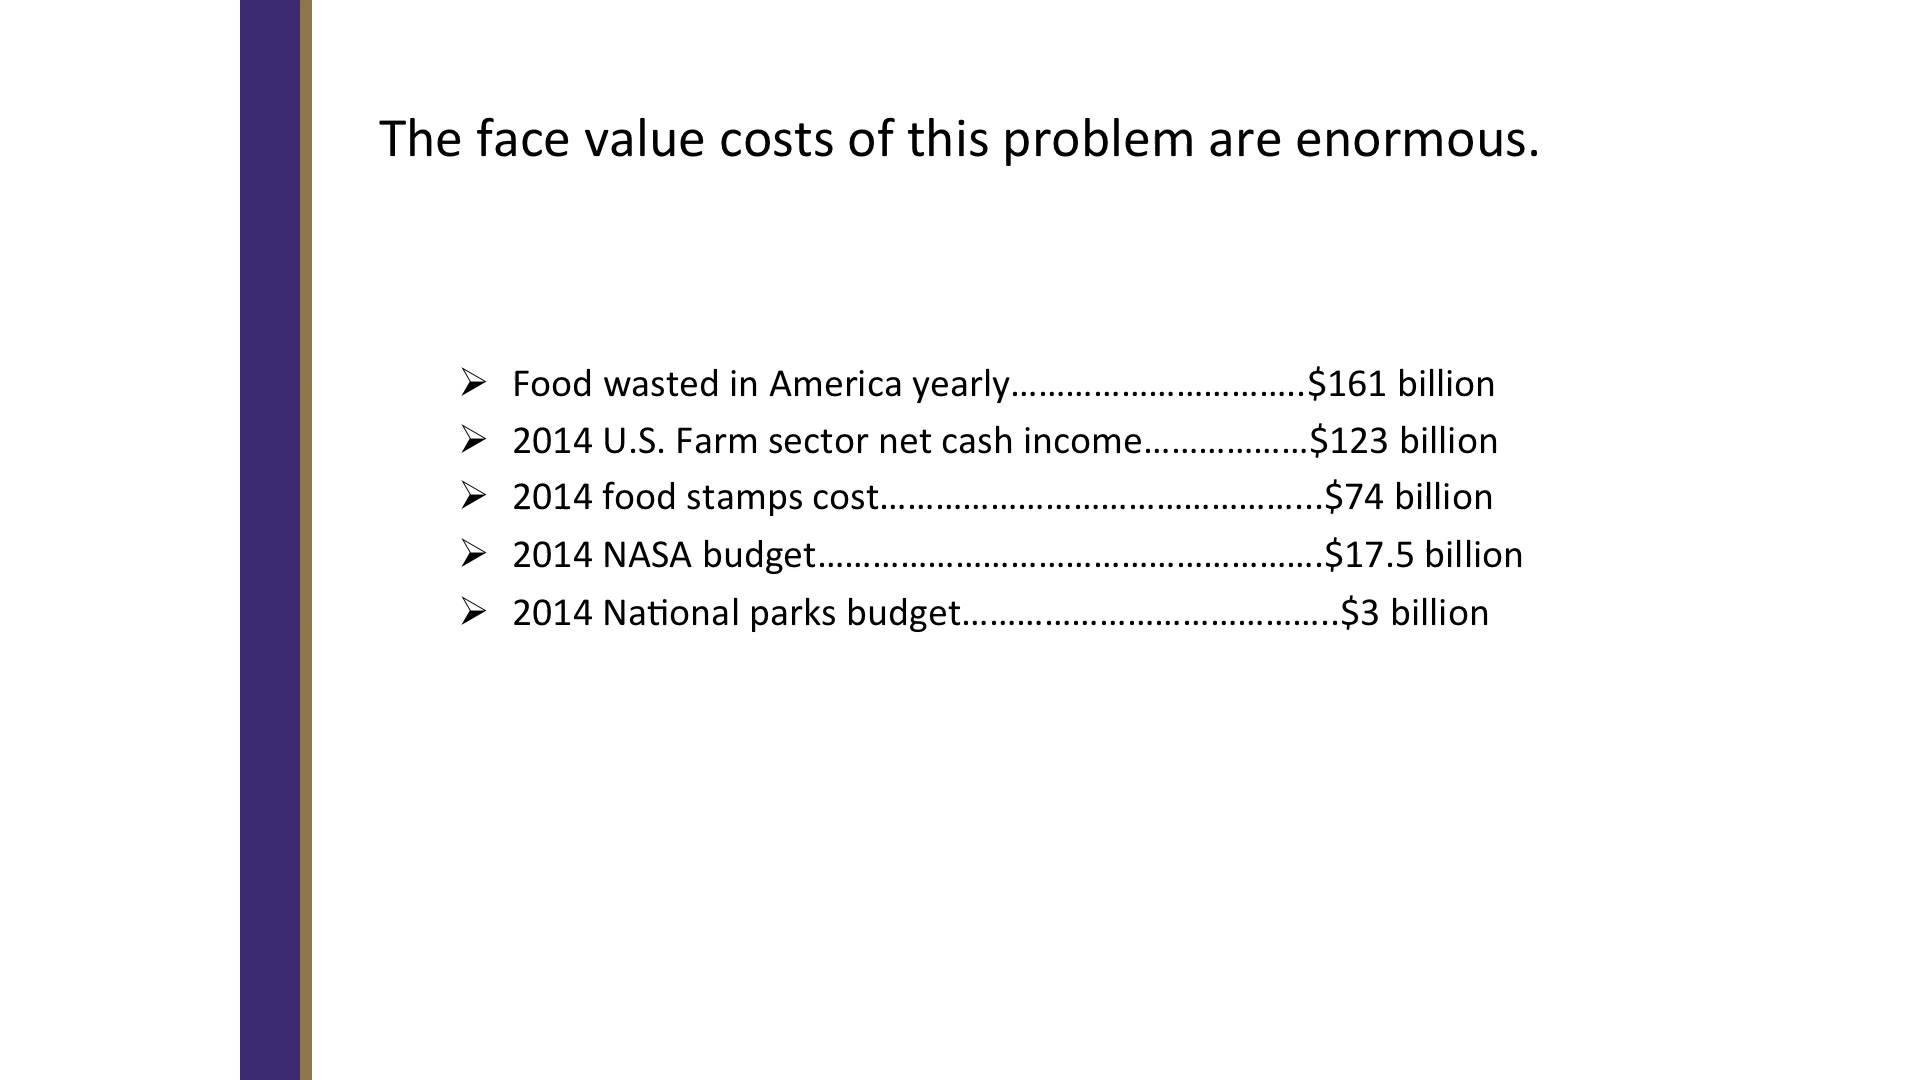 The face value costs of this problem are enormous.
➢ Food wasted in America yearly…………………………..$161 billion
➢ 2014 U.S. Farm sector net cash income………………$123 billion
➢ 2014 food stamps cost………………………………………...$74 billion
➢ 2014 NASA budget……………………………………………….$17.5 billion
➢ 2014 National parks budget…………………………………..$3 billion